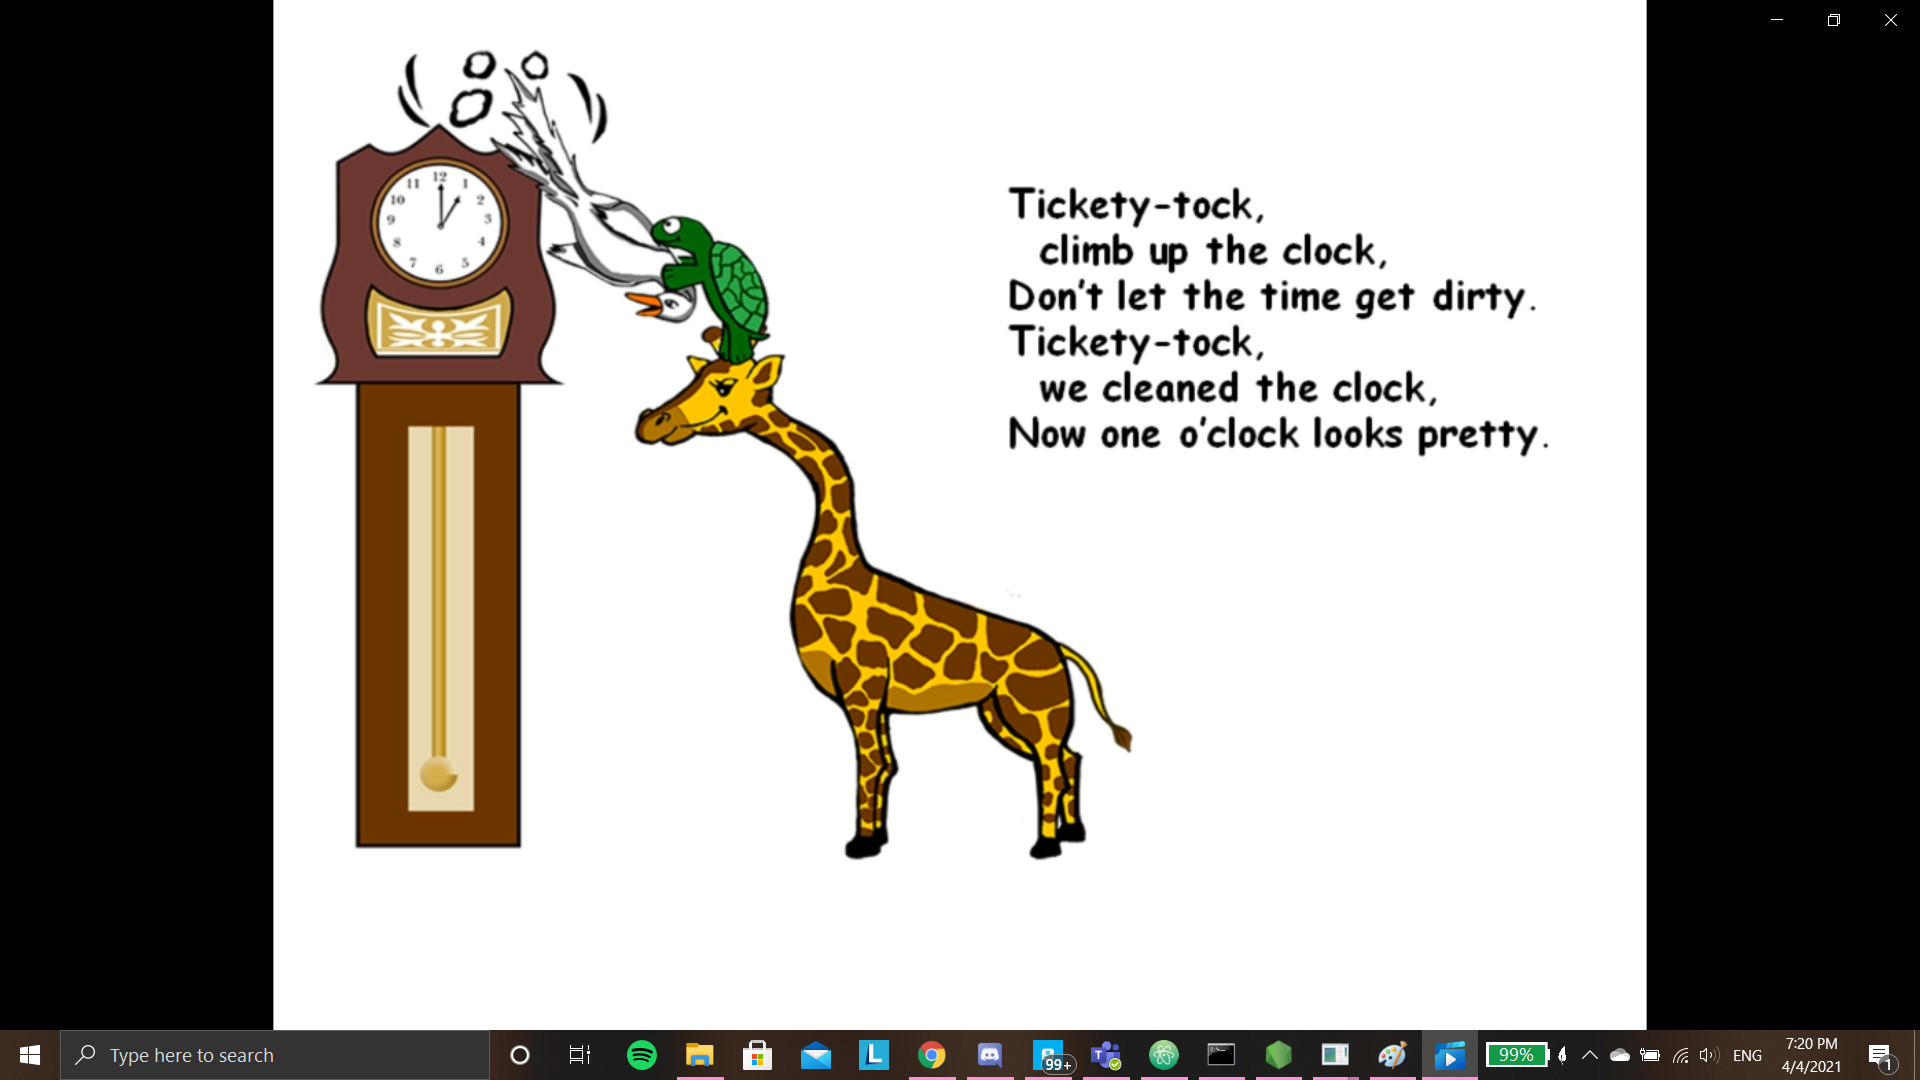 12
11
1
10
2
9
3
8
4
7
5
6
Tickety-tock,
climb up the clock,
Don't let the time get dirty.
Tickety-tock,
we cleaned the clock,
Now one o'clock looks pretty.
Type here to search
L
99+
T
99%
ENG
7:20 PM
4/4/2021
1